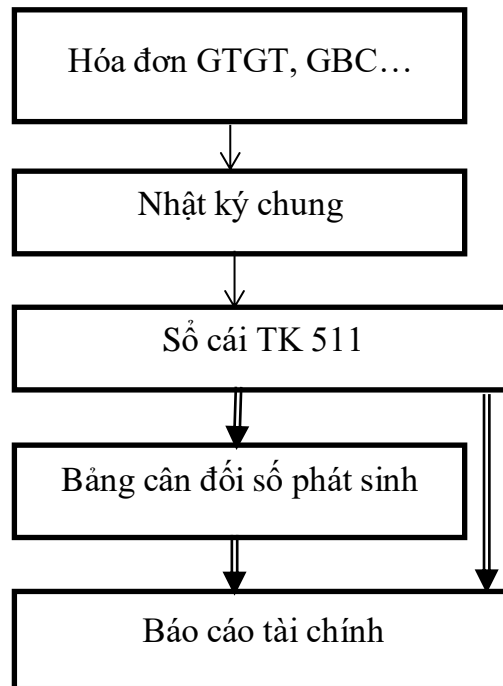 Hóa đơn GTGT, GBC…
Nhật ký chung
Sổ cái TK 511
Bảng cân đối số phát sinh
Báo cáo tài chính